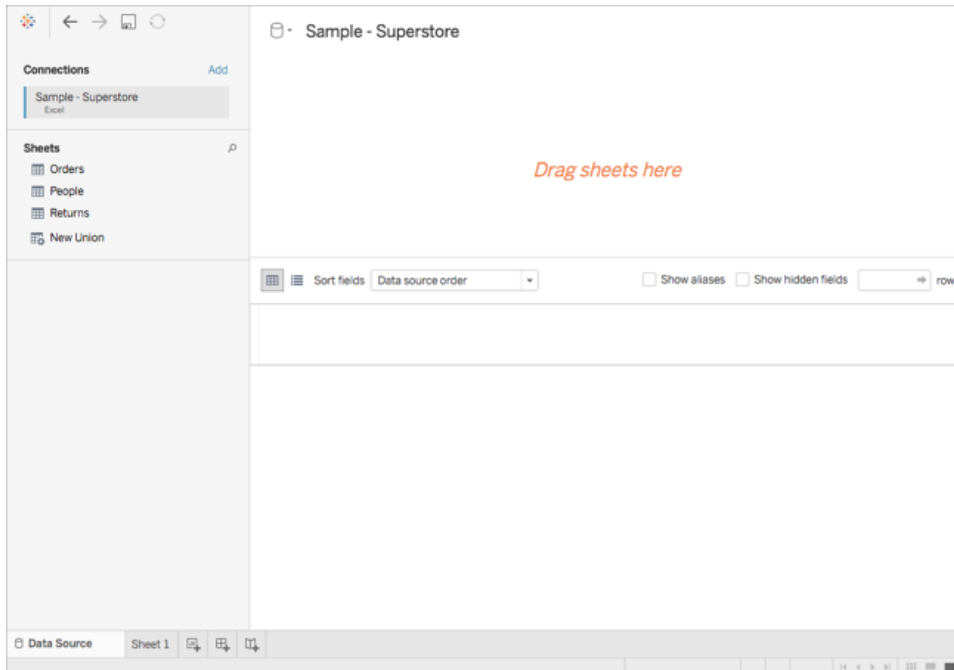 Sample - Superstore
Connections Add
Sample - Superstore
Excel
Sheets
Orders
People
Returns
New Union
Drag sheets here
Sort fields Data source order Show aliases Show hidden fields row
Data Source Sheet 1